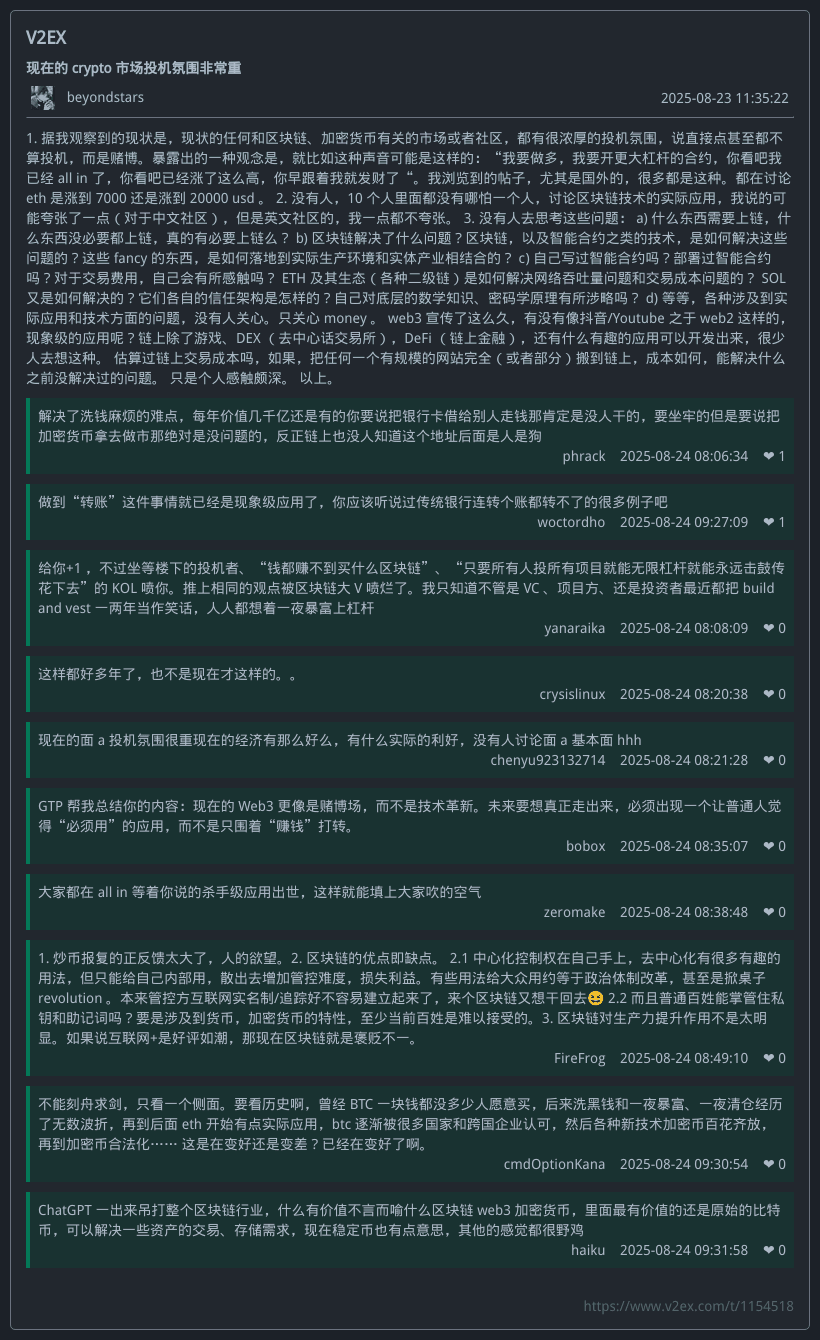 V2EX
现在的 crypto 市场投机氛围非常重
beyondstars 2025-08-23 11:35:22
1. 据我观察到的现状是，现状的任何和区块链、加密货币有关的市场或者社区，都有很浓厚的投机氛围，说直接点甚至都不
算投机，而是赌博。暴露出的一种观念是，就比如这种声音可能是这样的： “我要做多，我要开更大杠杆的合约，你看吧我
已经 all in 了，你看吧已经涨了这么高，你早跟着我就发财了 “。我浏览到的帖子，尤其是国外的，很多都是这种。都在讨论
eth 是涨到 7000 还是涨到 20000 usd 。 2. 没有人，10 个人里面都没有哪怕一个人，讨论区块链技术的实际应用，我说的可
能夸张了一点（对于中文社区），但是英文社区的，我一点都不夸张。 3. 没有人去思考这些问题： a) 什么东西需要上链，什
么东西没必要都上链，真的有必要上链么？ b) 区块链解决了什么问题？区块链，以及智能合约之类的技术，是如何解决这些
问题的？这些 fancy 的东西，是如何落地到实际生产环境和实体产业相结合的？ c) 自己写过智能合约吗？部署过智能合约
吗？对于交易费用，自己会有所感触吗？ ETH 及其生态（各种二级链）是如何解决网络吞吐量问题和交易成本问题的？ SOL
又是如何解决的？它们各自的信任架构是怎样的？自己对底层的数学知识、密码学原理有所涉略吗？ d) 等等，各种涉及到实
际应用和技术方面的问题，没有人关心。只关心 money 。 web3 宣传了这么久，有没有像抖音/Youtube 之于 web2 这样的，
现象级的应用呢？链上除了游戏、DEX （去中心话交易所），DeFi （链上金融），还有什么有趣的应用可以开发出来，很少
人去想这种。 估算过链上交易成本吗，如果，把任何一个有规模的网站完全（或者部分）搬到链上，成本如何，能解决什么
之前没解决过的问题。 只是个人感触颇深。 以上。
解决了洗钱麻烦的难点，每年价值几千亿还是有的你要说把银行卡借给别人走钱那肯定是没人干的，要坐牢的但是要说把
加密货币拿去做市那绝对是没问题的，反正链上也没人知道这个地址后面是人是狗
phrack 2025-08-24 08:06:34 ❤ 1
做到“转账”这件事情就已经是现象级应用了，你应该听说过传统银行连转个账都转不了的很多例子吧
woctordho 2025-08-24 09:27:09 ❤ 1
给你+1 ，不过坐等楼下的投机者、“钱都赚不到买什么区块链”、“只要所有人投所有项目就能无限杠杆就能永远击鼓传
花下去”的 KOL 喷你。推上相同的观点被区块链大 V 喷烂了。我只知道不管是 VC 、项目方、还是投资者最近都把 build
and vest 一两年当作笑话，人人都想着一夜暴富上杠杆
yanaraika 2025-08-24 08:08:09 ❤ 0
这样都好多年了，也不是现在才这样的。。
crysislinux 2025-08-24 08:20:38 ❤ 0
现在的面 a 投机氛围很重现在的经济有那么好么，有什么实际的利好，没有人讨论面 a 基本面 hhh
chenyu923132714 2025-08-24 08:21:28 ❤ 0
GTP 帮我总结你的内容：现在的 Web3 更像是赌博场，而不是技术革新。未来要想真正走出来，必须出现一个让普通人觉
得“必须用”的应用，而不是只围着“赚钱”打转。
bobox 2025-08-24 08:35:07 ❤ 0
大家都在 all in 等着你说的杀手级应用出世，这样就能填上大家吹的空气
zeromake 2025-08-24 08:38:48 ❤ 0
1. 炒币报复的正反馈太大了，人的欲望。2. 区块链的优点即缺点。 2.1 中心化控制权在自己手上，去中心化有很多有趣的
用法，但只能给自己内部用，散出去增加管控难度，损失利益。有些用法给大众用约等于政治体制改革，甚至是掀桌子
revolution 。本来管控方互联网实名制/追踪好不容易建立起来了，来个区块链又想干回去😆 2.2 而且普通百姓能掌管住私
钥和助记词吗？要是涉及到货币，加密货币的特性，至少当前百姓是难以接受的。3. 区块链对生产力提升作用不是太明
显。如果说互联网+是好评如潮，那现在区块链就是褒贬不一。
FireFrog 2025-08-24 08:49:10 ❤ 0
不能刻舟求剑，只看一个侧面。要看历史啊，曾经 BTC 一块钱都没多少人愿意买，后来洗黑钱和一夜暴富、一夜清仓经历
了无数波折，再到后面 eth 开始有点实际应用，btc 逐渐被很多国家和跨国企业认可，然后各种新技术加密币百花齐放，
再到加密币合法化…… 这是在变好还是变差？已经在变好了啊。
cmdOptionKana 2025-08-24 09:30:54 ❤ 0
ChatGPT 一出来吊打整个区块链行业，什么有价值不言而喻什么区块链 web3 加密货币，里面最有价值的还是原始的比特
币，可以解决一些资产的交易、存储需求，现在稳定币也有点意思，其他的感觉都很野鸡
haiku 2025-08-24 09:31:58 ❤ 0
https://www.v2ex.com/t/1154518